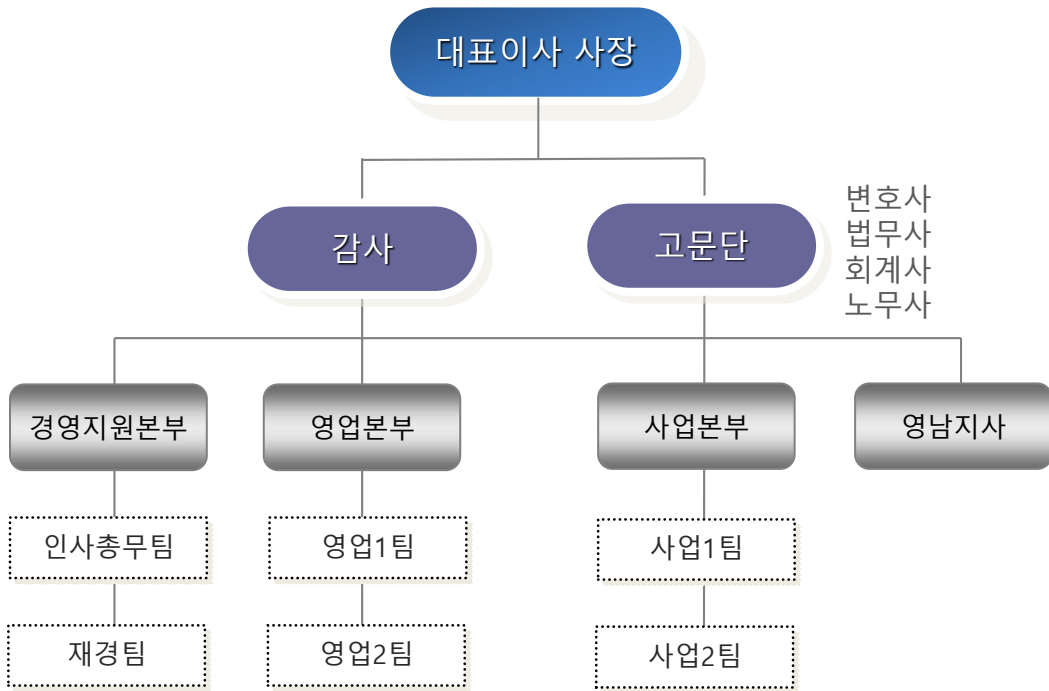 대표이사 사장
감사
고문단
변호사
법무사
회계사
노무사
경영지원본부
영업본부
사업본부
영남지사
인사총무팀
영업1팀
사업1팀
재경팀
영업2팀
사업2팀